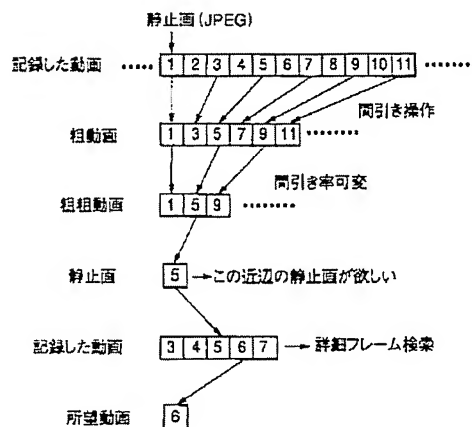 静止画(JPEG)
記録した動画 ····· 1 2 3 4 5 6 7 8 9 10 11 ·······
間引き操作
粗動画 1 3 5 7 9 11 ········
間引き率可変
粗粗動画 1 5 9 ········
静止画 5 →この近辺の静止画が欲しい
記録した動画 3 4 5 6 7 → 詳細フレーム検索
所望動画 6